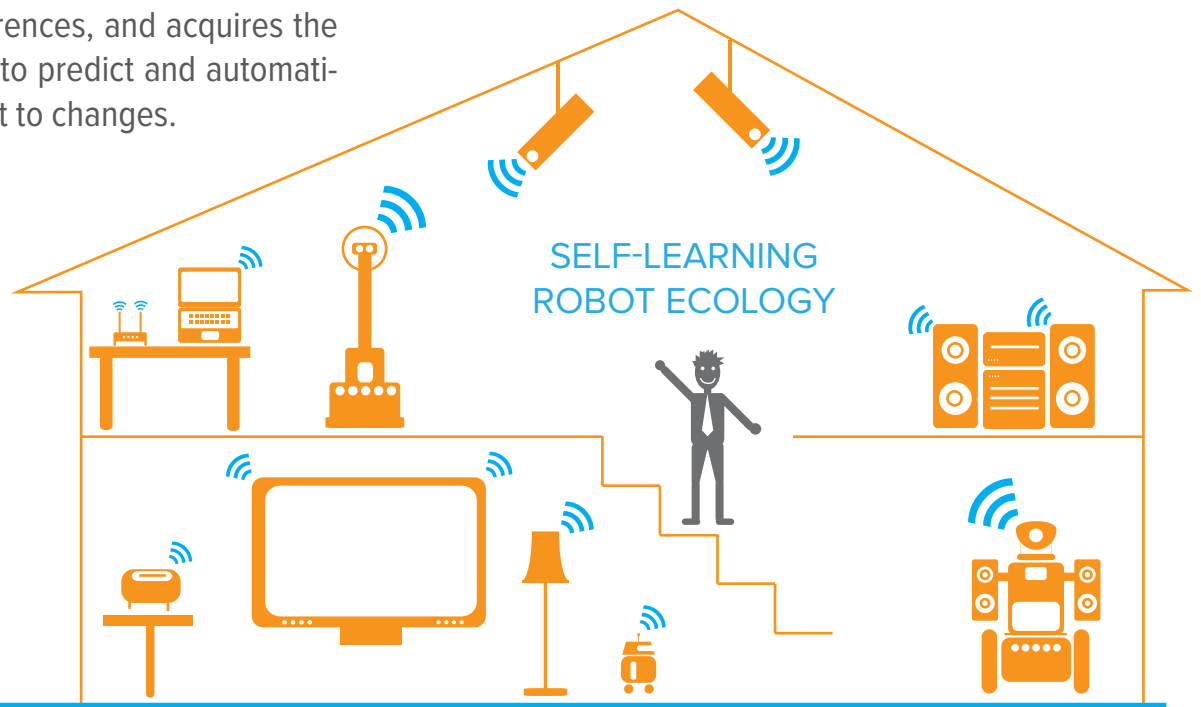 rences, and acquires the
to predict and automati-
t to changes.
SELF-LEARNING
ROBOT ECOLOGY